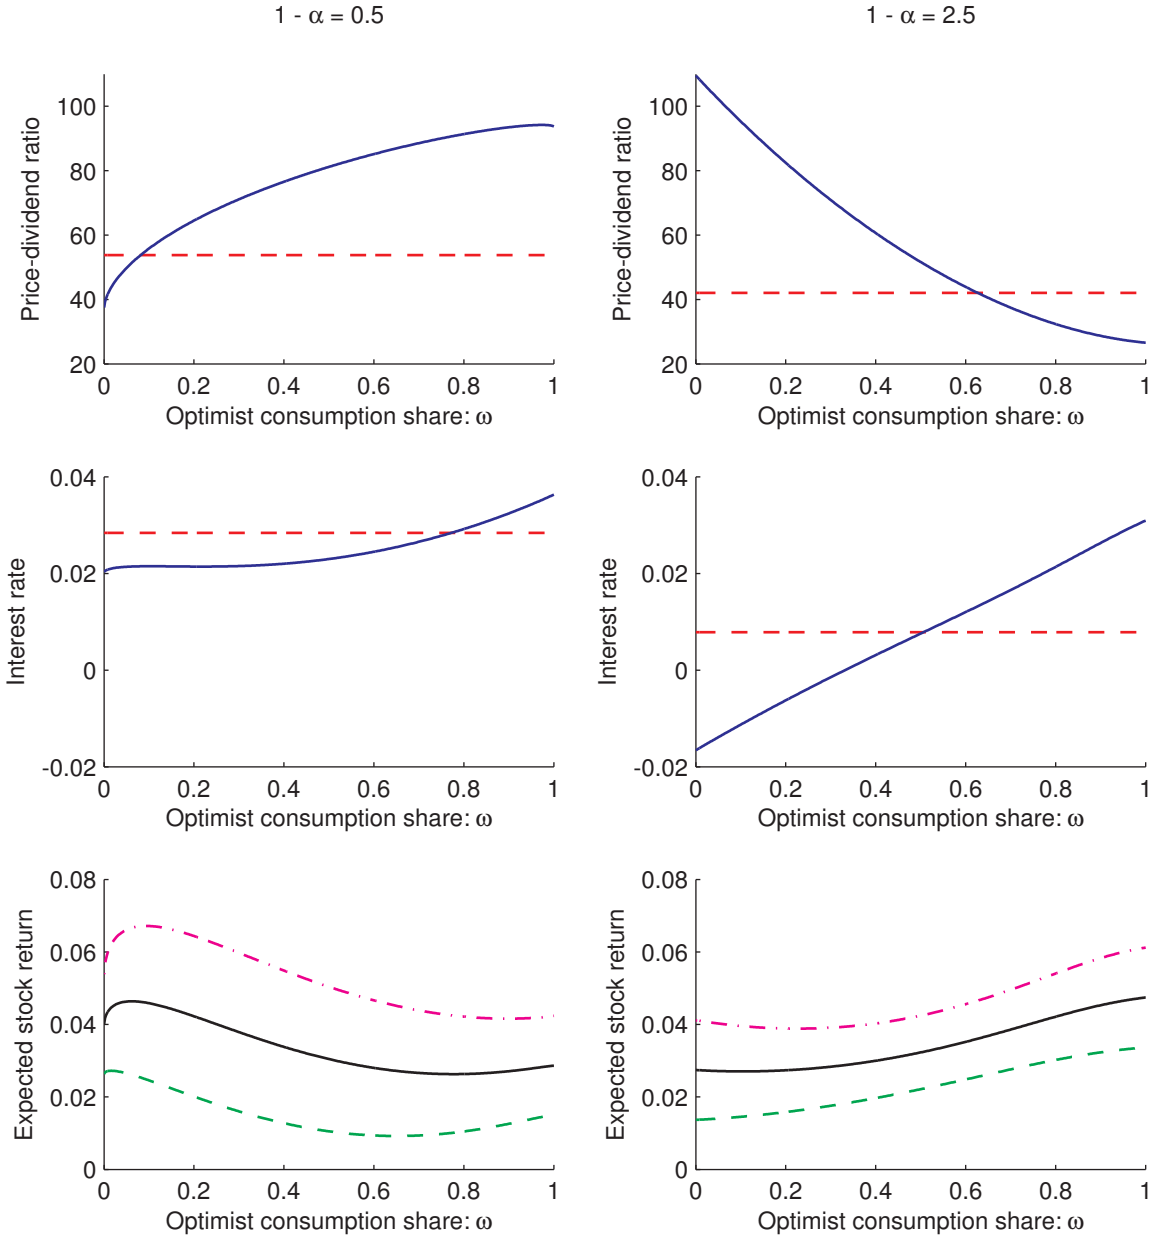 1 - α = 0.5
1 - α = 2.5
Price-dividend ratio
100
80
60
40
20
0 0.2 0.4 0.6 0.8 1
Optimist consumption share: ω
Price-dividend ratio
100
80
60
40
20
0 0.2 0.4 0.6 0.8 1
Optimist consumption share: ω
Interest rate
0.04
0.02
0
-0.02
0 0.2 0.4 0.6 0.8 1
Optimist consumption share: ω
Interest rate
0.04
0.02
0
-0.02
0 0.2 0.4 0.6 0.8 1
Optimist consumption share: ω
Expected stock return
0.08
0.06
0.04
0.02
0
0 0.2 0.4 0.6 0.8 1
Optimist consumption share: ω
Expected stock return
0.08
0.06
0.04
0.02
0
0 0.2 0.4 0.6 0.8 1
Optimist consumption share: ω